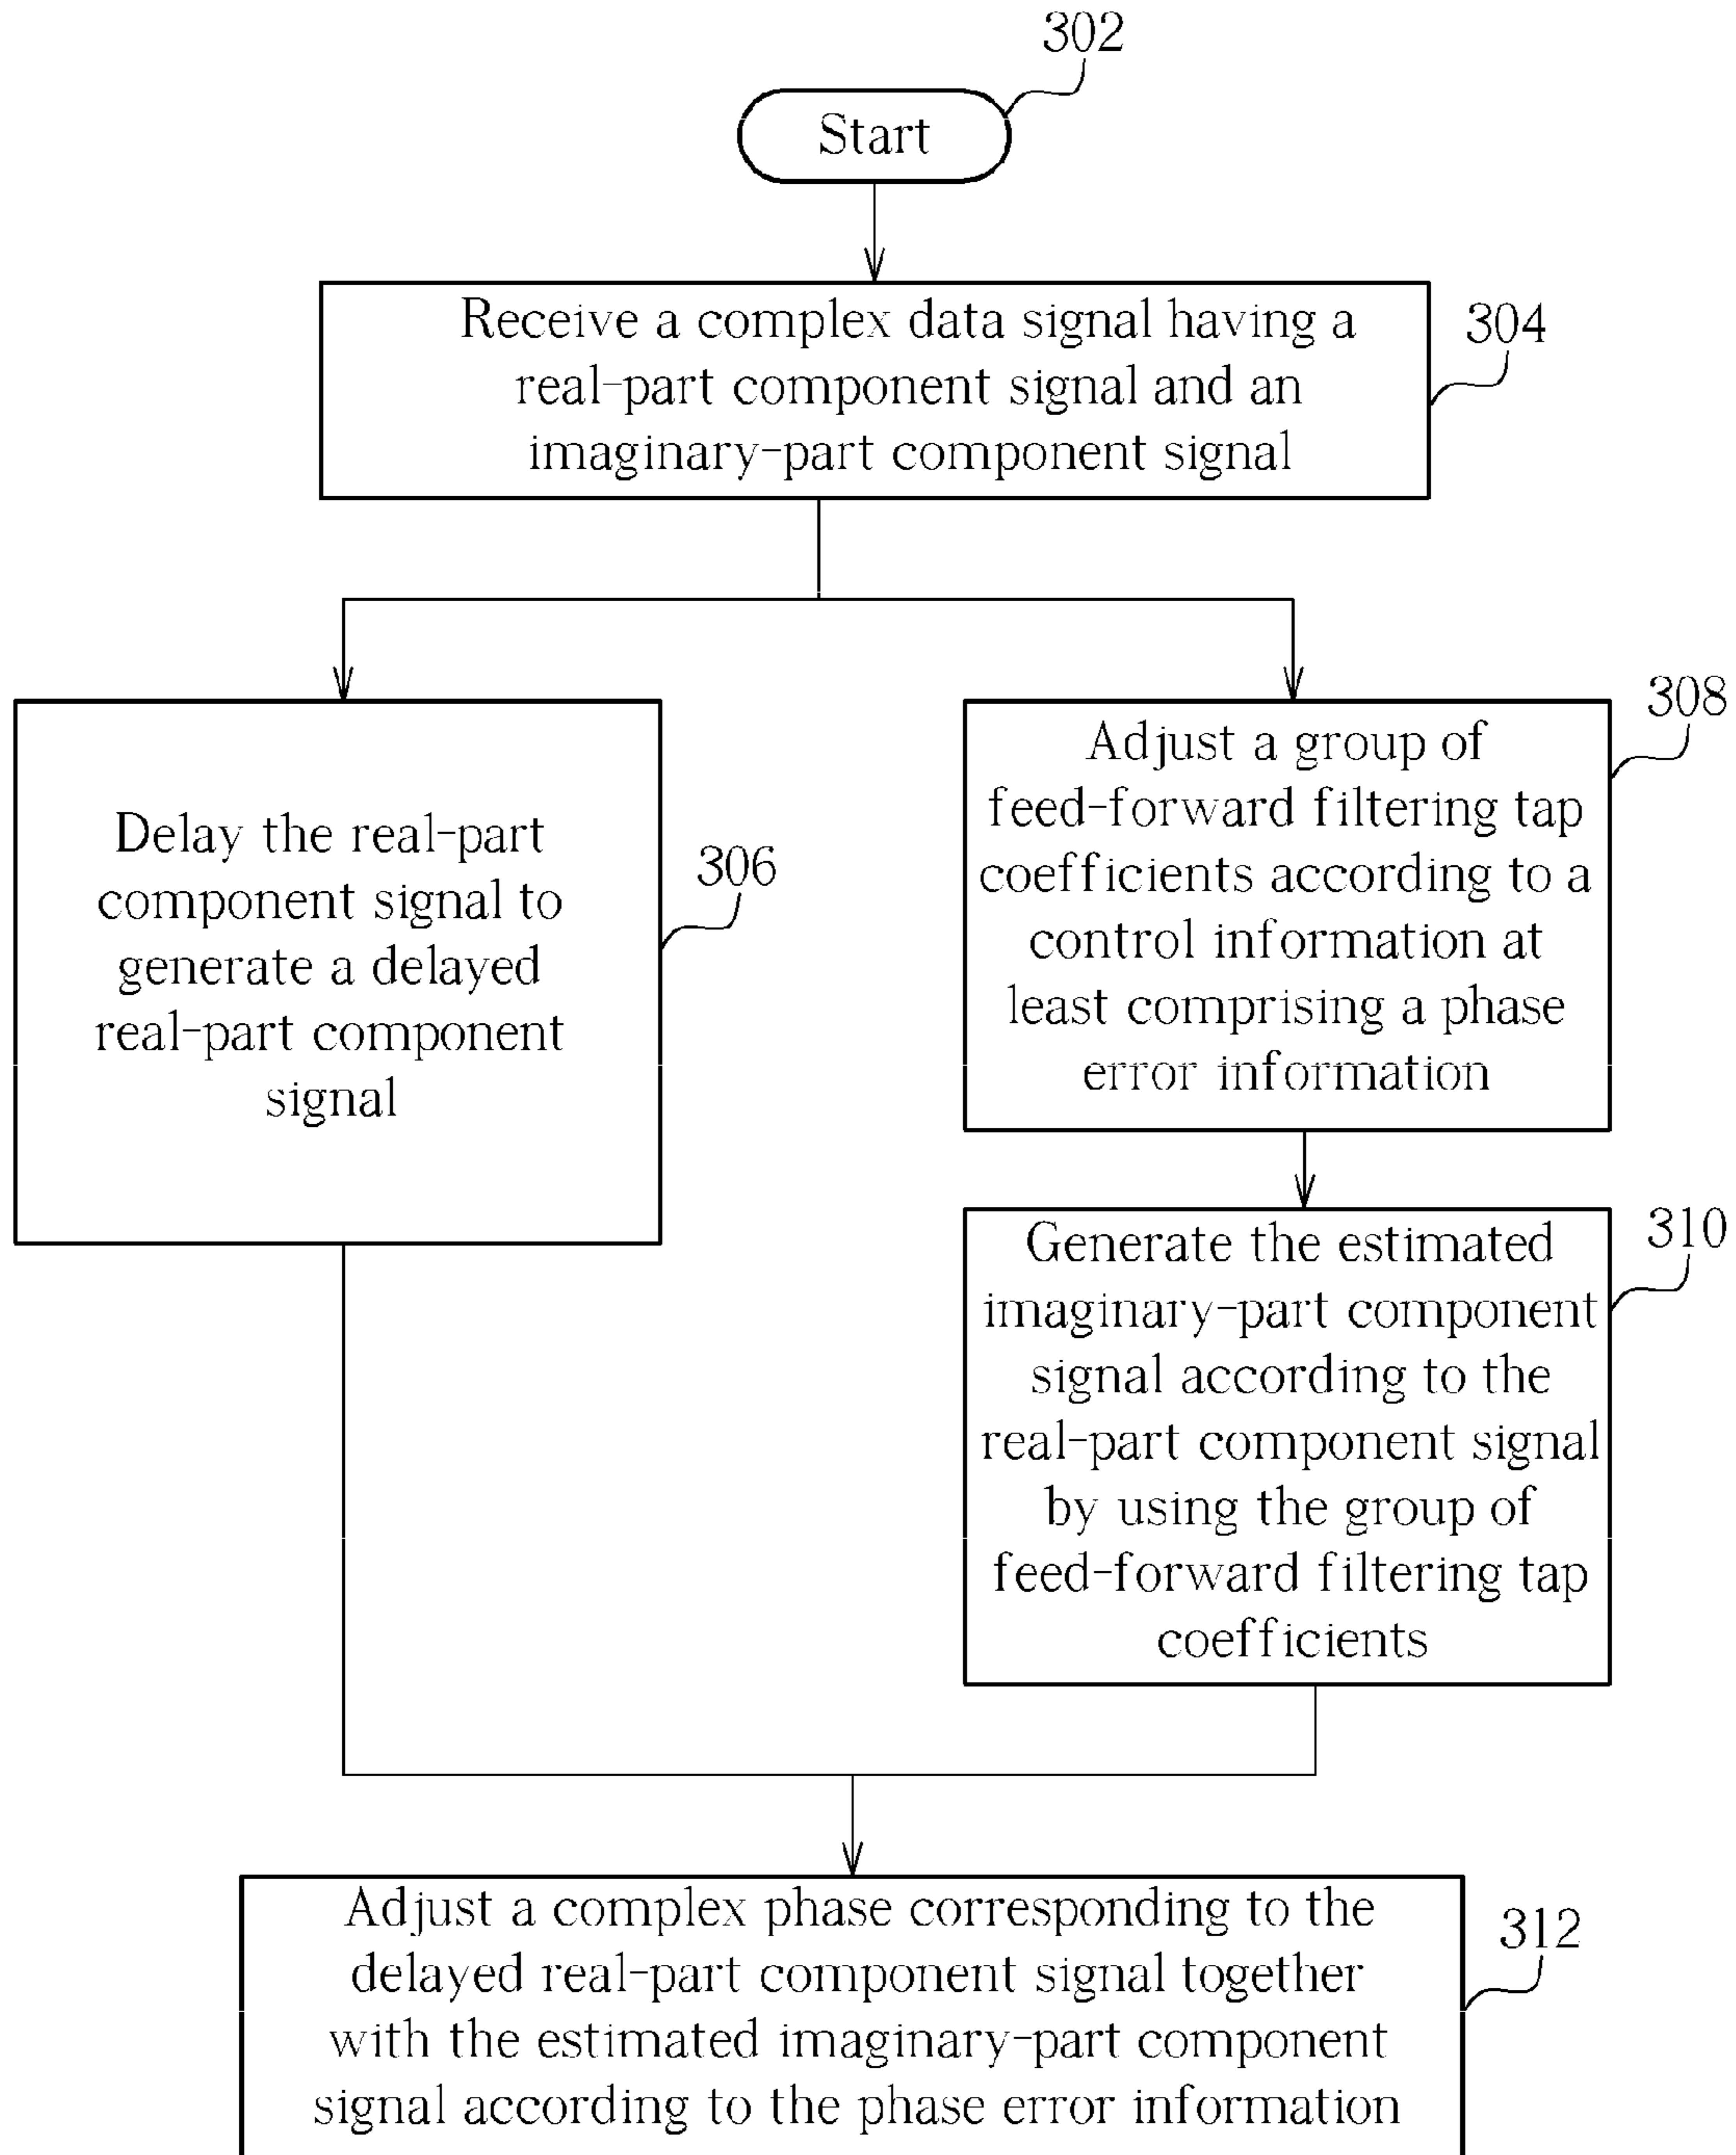 302
Start
Receive a complex data signal having a
real-part component signal and an
imaginary-part component signal
304
Delay the real-part
component signal to
generate a delayed
real-part component
signal
306
Adjust a group of
feed-forward filtering tap
coefficients according to a
control information at
least comprising a phase
error information
308
Generate the estimated
imaginary-part component
signal according to the
real-part component signal
by using the group of
feed-forward filtering tap
coefficients
310
Adjust a complex phase corresponding to the
delayed real-part component signal together
with the estimated imaginary-part component
signal according to the phase error information
312